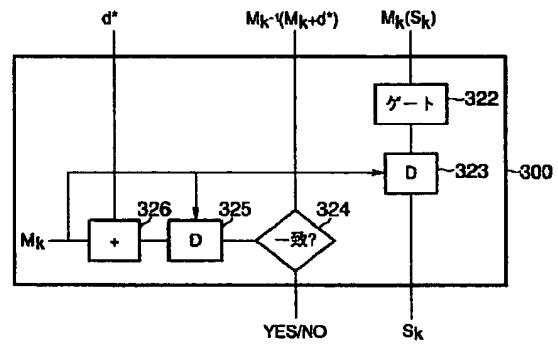 d*
Mk⁻¹(Mk+d*)
Mk(Sk)
ゲート
322
D
323
300
324
326
325
Mk
+
D
一致?
YES/NO
Sk